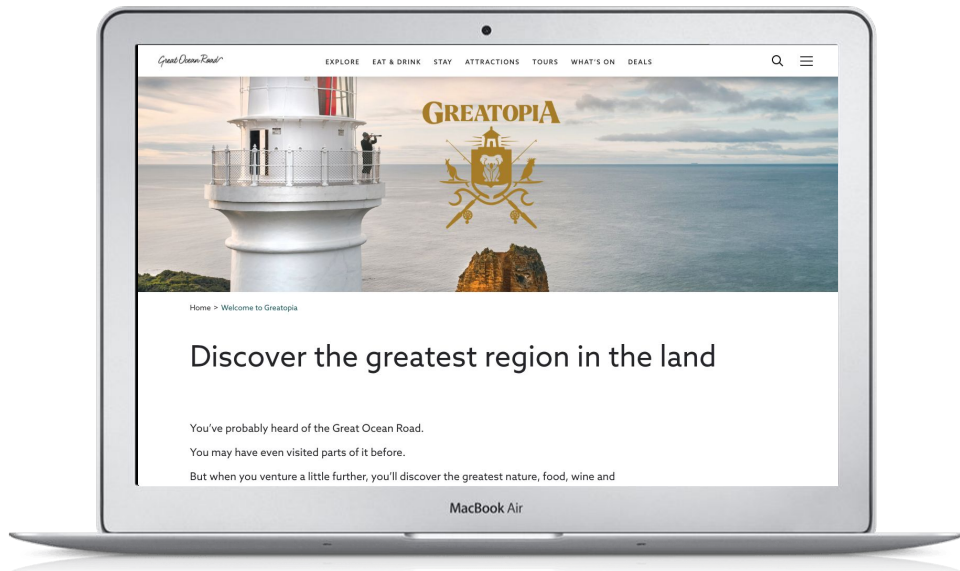 Great Ocean Road
EXPLORE EAT & DRINK STAY ATTRACTIONS TOURS WHAT'S ON DEALS
GREATOPIA
Home > Welcome to Greatopia
Discover the greatest region in the land
You've probably heard of the Great Ocean Road.
You may have even visited parts of it before.
But when you venture a little further, you'll discover the greatest nature, food, wine and
MacBook Air